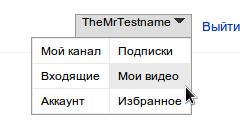 TheMrTestname Выйти
Мой канал Подписки
Входящие Мои видео
Аккаунт Избранное